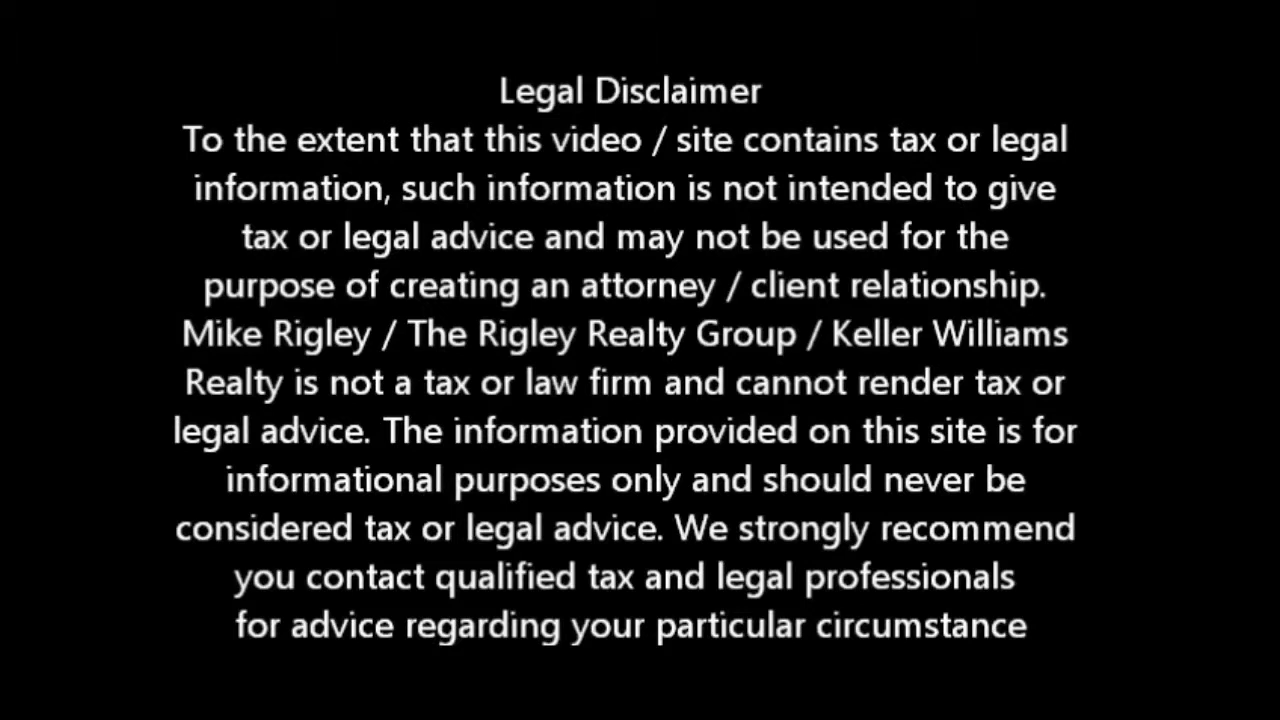 Legal Disclaimer
To the extent that this video / site contains tax or legal
information, such information is not intended to give
tax or legal advice and may not be used for the
purpose of creating an attorney / client relationship.
Mike Rigley / The Rigley Realty Group / Keller Williams
Realty is not a tax or law firm and cannot render tax or
legal advice. The information provided on this site is for
informational purposes only and should never be
considered tax or legal advice. We strongly recommend
you contact qualified tax and legal professionals
for advice regarding your particular circumstance